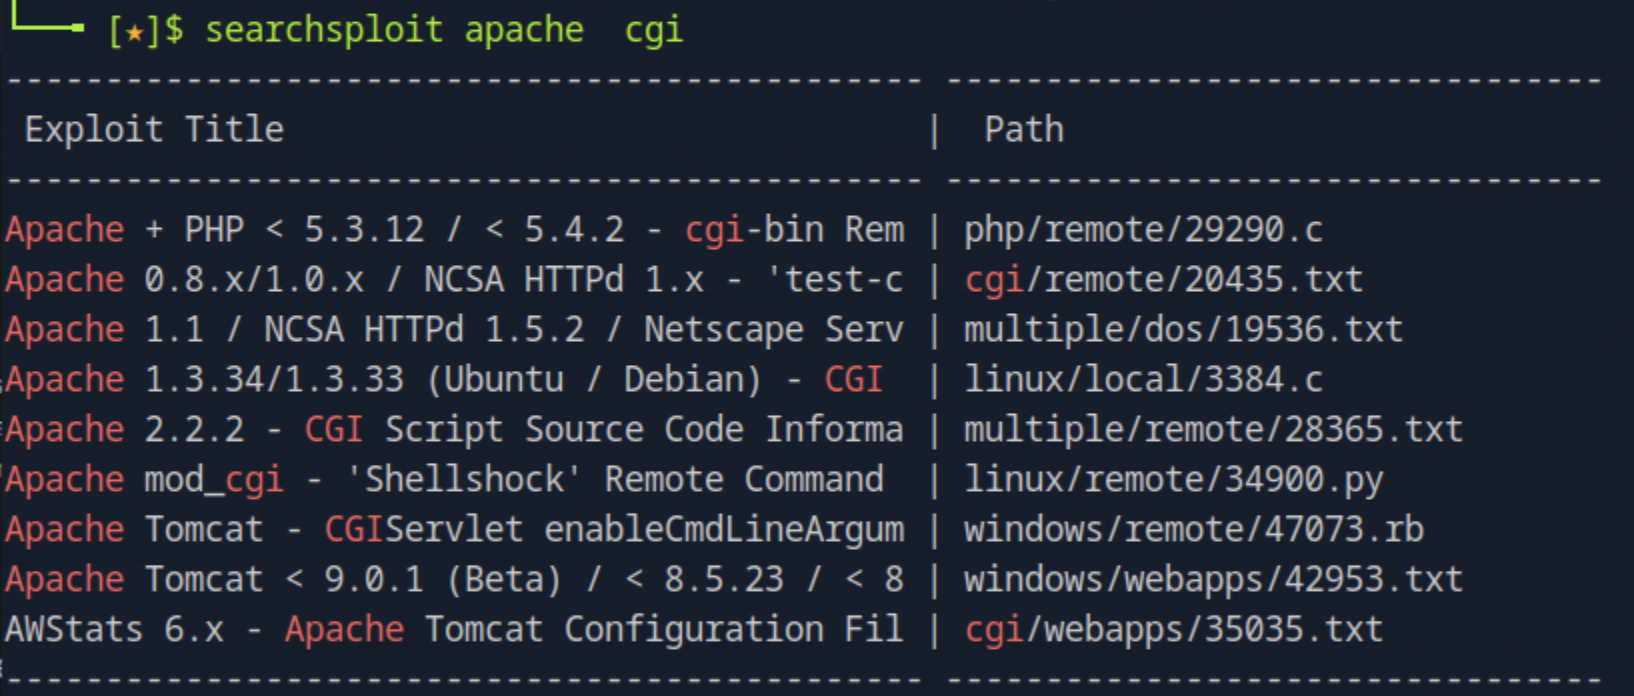 [★]$ searchsploit apache  cgi
---------------------------------------------- ---------------------------------
 Exploit Title                                |  Path
---------------------------------------------- ---------------------------------
Apache + PHP < 5.3.12 / < 5.4.2 - cgi-bin Rem | php/remote/29290.c
Apache 0.8.x/1.0.x / NCSA HTTPd 1.x - 'test-c | cgi/remote/20435.txt
Apache 1.1 / NCSA HTTPd 1.5.2 / Netscape Serv | multiple/dos/19536.txt
Apache 1.3.34/1.3.33 (Ubuntu / Debian) - CGI  | linux/local/3384.c
Apache 2.2.2 - CGI Script Source Code Informa | multiple/remote/28365.txt
Apache mod_cgi - 'Shellshock' Remote Command  | linux/remote/34900.py
Apache Tomcat - CGIServlet enableCmdLineArgum | windows/remote/47073.rb
Apache Tomcat < 9.0.1 (Beta) / < 8.5.23 / < 8 | windows/webapps/42953.txt
AWStats 6.x - Apache Tomcat Configuration Fil | cgi/webapps/35035.txt
---------------------------------------------- ---------------------------------